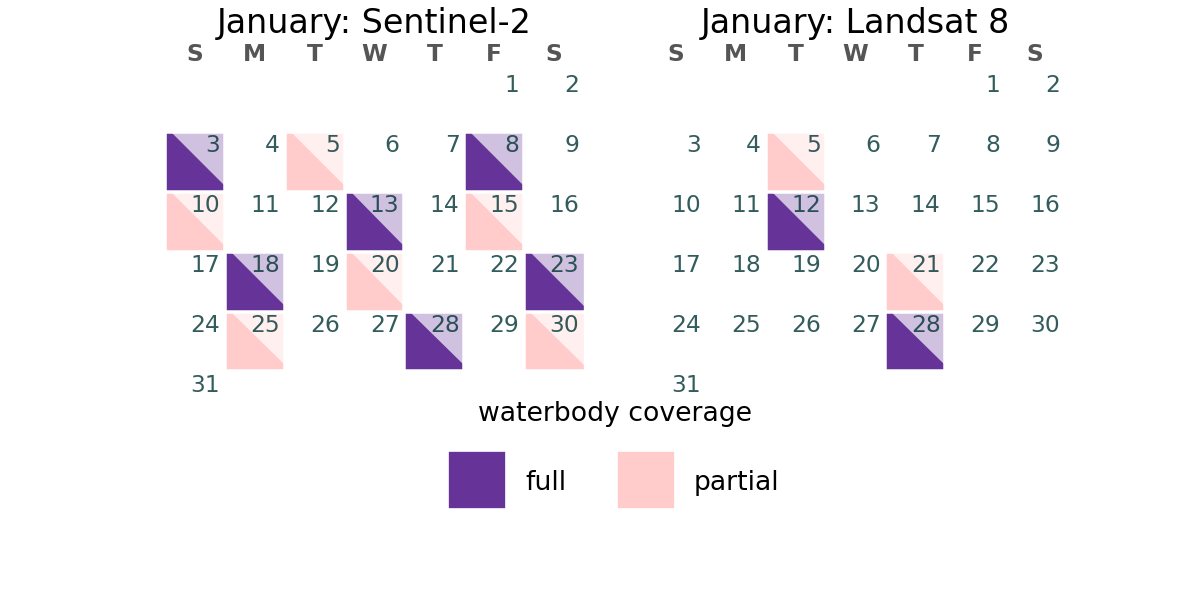 January: Sentinel-2
S M T W T F S
1 2
3 4 5 6 7 8 9
10 11 12 13 14 15 16
17 18 19 20 21 22 23
24 25 26 27 28 29 30
31
January: Landsat 8
S M T W T F S
1 2
3 4 5 6 7 8 9
10 11 12 13 14 15 16
17 18 19 20 21 22 23
24 25 26 27 28 29 30
31
waterbody coverage
full
partial